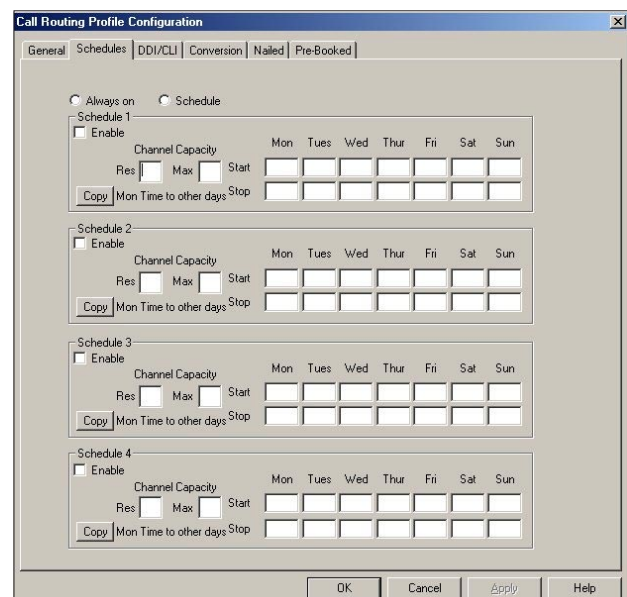 Call Routing Profile Configuration
General Schedules DDI/CLI Conversion Nailed Pre-Booked
Always on Schedule
Schedule 1
Enable
Channel Capacity Mon Tues Wed Thur Fri Sat Sun
Res Max Start
Copy Mon Time to other days Stop
Schedule 2
Enable
Channel Capacity Mon Tues Wed Thur Fri Sat Sun
Res Max Start
Copy Mon Time to other days Stop
Schedule 3
Enable
Channel Capacity Mon Tues Wed Thur Fri Sat Sun
Res Max Start
Copy Mon Time to other days Stop
Schedule 4
Enable
Channel Capacity Mon Tues Wed Thur Fri Sat Sun
Res Max Start
Copy Mon Time to other days Stop
OK Cancel Apply Help